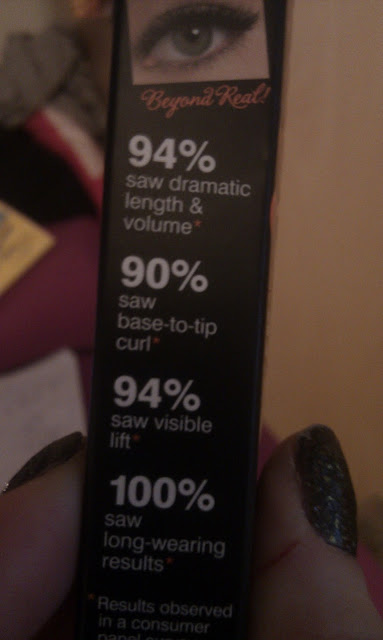 Beyond Real!
94%
saw dramatic
length &
volume*
90%
saw
base-to-tip
curl*
94%
saw visible
lift*
100%
saw
long-wearing
results*
*Results observed
in a consumer
panel